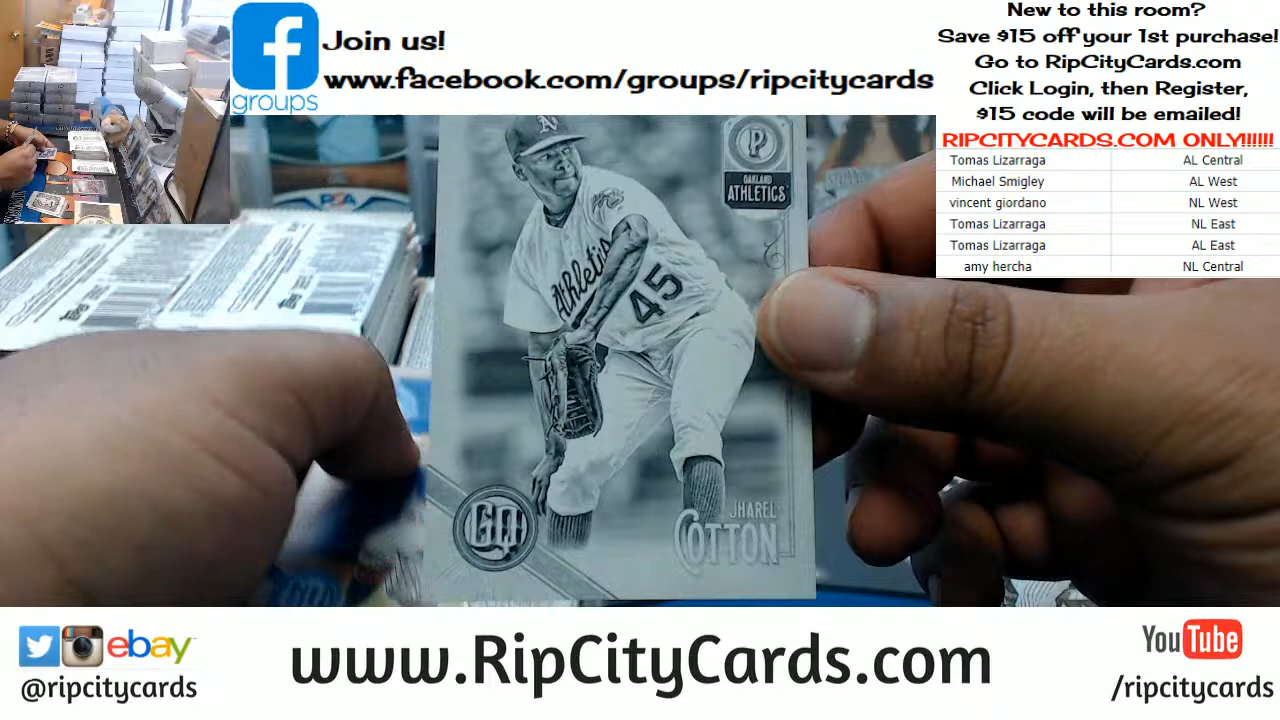 Join us!
www.facebook.com/groups/ripcitycards
groups
New to this room?
Save $15 off your 1st purchase!
Go to RipCityCards.com
Click Login, then Register,
$15 code will be emailed!
RIPCITYCARDS.COM ONLY!!!!!!
Tomas Lizarraga AL Central
Michael Smigley AL West
vincent giordano NL West
Tomas Lizarraga NL East
Tomas Lizarraga AL East
amy hercha NL Central
PSA
P
OAKLAND
ATHLETICS
Athletics
45
GQ
JHAREL
COTTON
ebay
@ripcitycards
www.RipCityCards.com
YouTube
/ripcitycards